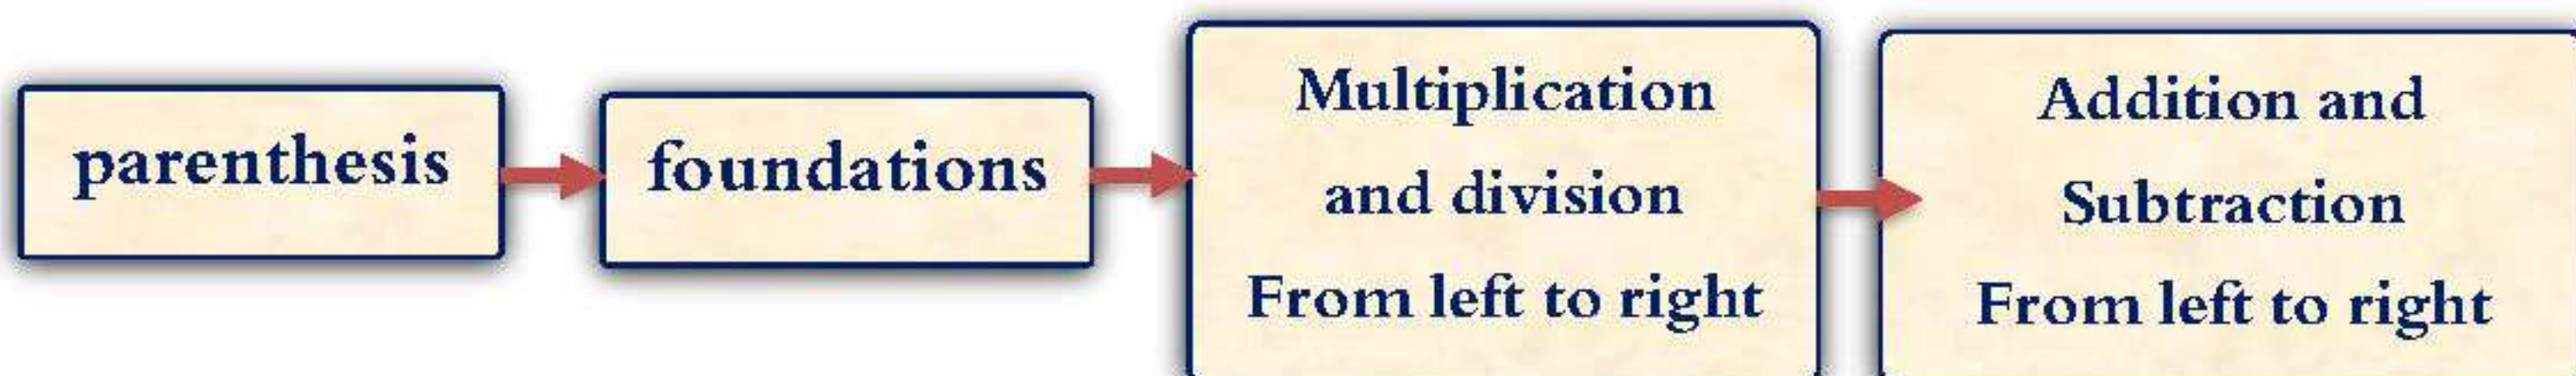 parenthesis
foundations
Multiplication
and division
From left to right
Addition and
Subtraction
From left to right